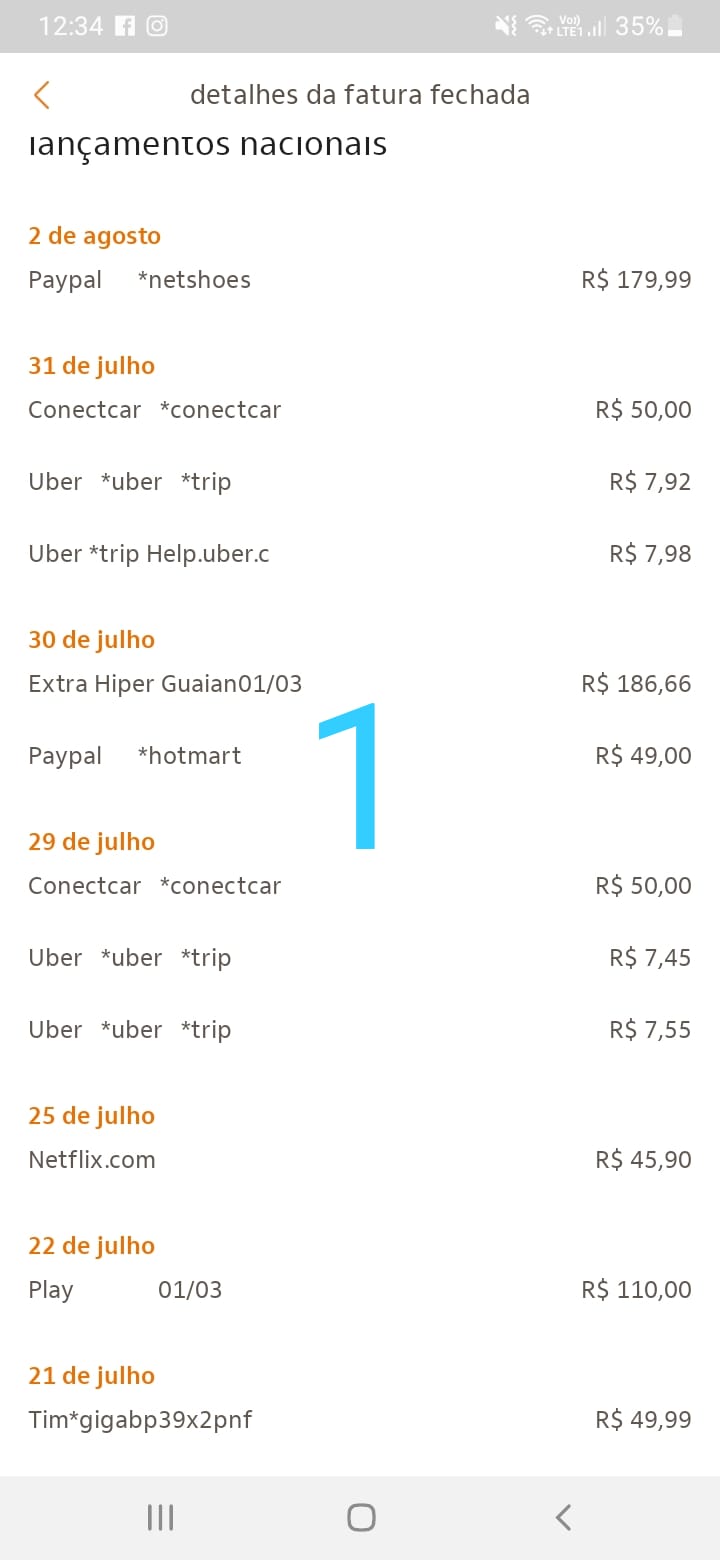 12:34 Vo) LTE1 35%
detalhes da fatura fechada
lançamentos nacionais
2 de agosto
Paypal *netshoes R$ 179,99
31 de julho
Conectcar *conectcar R$ 50,00
Uber *uber *trip R$ 7,92
Uber *trip Help.uber.c R$ 7,98
30 de julho
Extra Hiper Guaian01/03 R$ 186,66
Paypal *hotmart R$ 49,00
1
29 de julho
Conectcar *conectcar R$ 50,00
Uber *uber *trip R$ 7,45
Uber *uber *trip R$ 7,55
25 de julho
Netflix.com R$ 45,90
22 de julho
Play 01/03 R$ 110,00
21 de julho
Tim*gigabp39x2pnf R$ 49,99